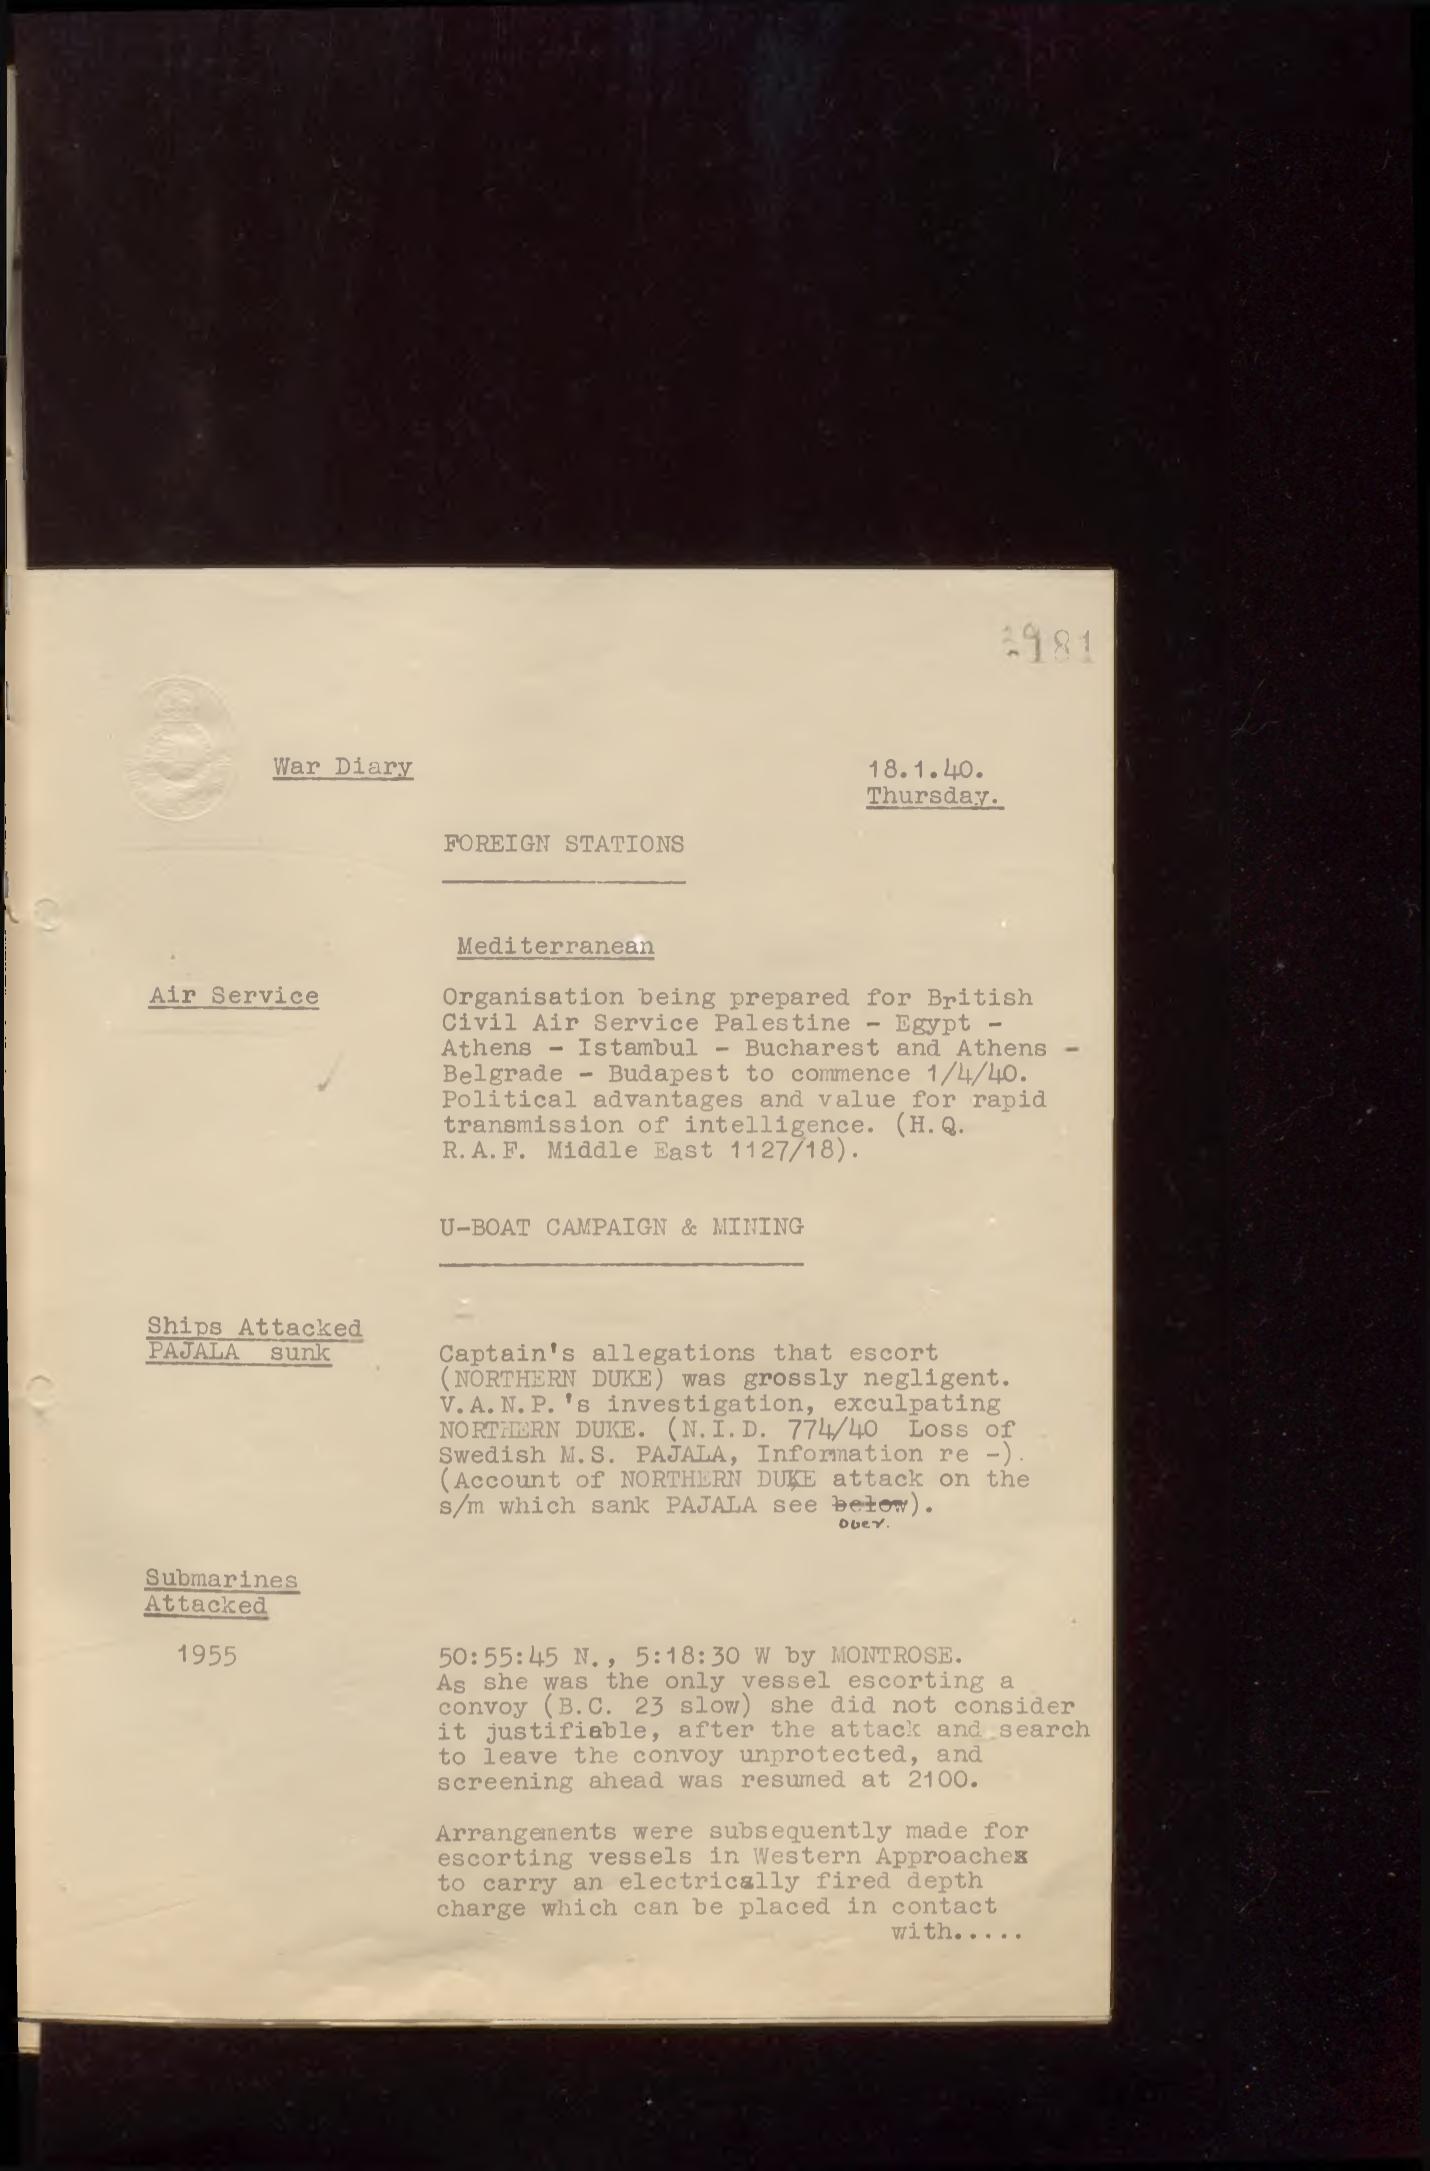 181
War Diary
18.1.40.
Thursday.
FOREIGN STATIONS
Mediterranean
Air Service
Organisation being prepared for British
Civil Air Service Palestine - Egypt -
Athens - Istambul - Bucharest and Athens -
Belgrade - Budapest to commence 1/4/40.
Political advantages and value for rapid
transmission of intelligence. (H.Q.
R.A.F. Middle East 1127/18).
U-BOAT CAMPAIGN & MINING
Ships Attacked
PAJALA sunk
Captain's allegations that escort
(NORTHERN DUKE) was grossly negligent.
V.A.N.P.'s investigation, exculpating
NORTHERN DUKE. (N.I.D. 774/40 Loss of
Swedish M.S. PAJALA, Information re -).
(Account of NORTHERN DUKE attack on the
s/m which sank PAJALA see below).
over.
Submarines
Attacked
1955
50:55:45 N., 5:18:30 W by MONTROSE.
As she was the only vessel escorting a
convoy (B.C. 23 slow) she did not consider
it justifiable, after the attack and search
to leave the convoy unprotected, and
screening ahead was resumed at 2100.
Arrangements were subsequently made for
escorting vessels in Western Approaches
to carry an electrically fired depth
charge which can be placed in contact
with.....